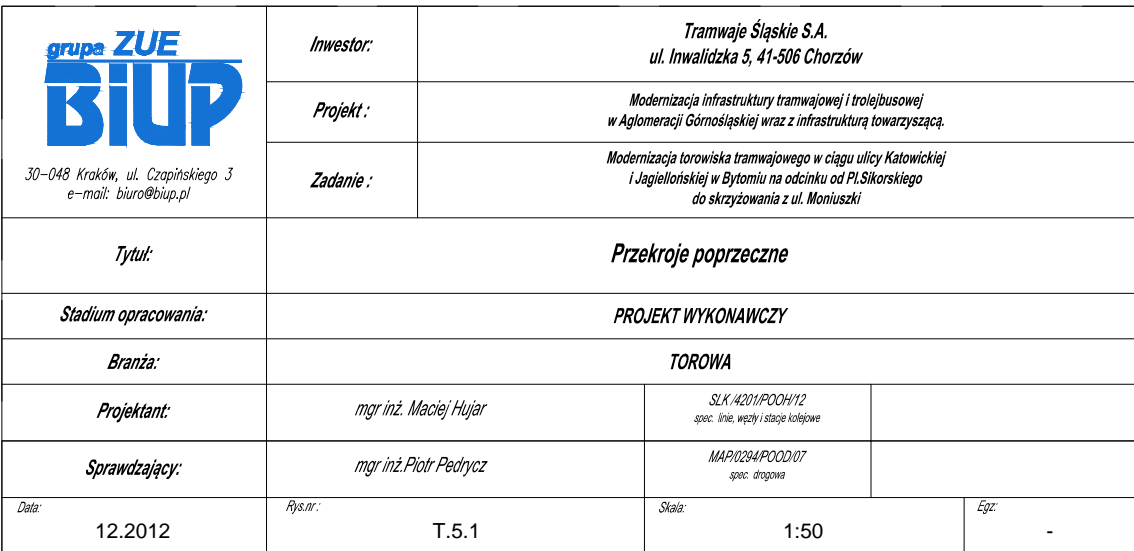 grupa ZUE
BiUP
30-048 Kraków, ul. Czapińskiego 3
e-mail: biuro@biup.pl
Inwestor:
Tramwaje Śląskie S.A.
ul. Inwalidzka 5, 41-506 Chorzów
Projekt :
Modernizacja infrastruktury tramwajowej i trolejbusowej
w Aglomeracji Górnośląskiej wraz z infrastrukturą towarzyszącą.
Zadanie :
Modernizacja torowiska tramwajowego w ciągu ulicy Katowickiej
i Jagiellońskiej w Bytomiu na odcinku od Pl.Sikorskiego
do skrzyżowania z ul. Moniuszki
Tytuł:
Przekroje poprzeczne
Stadium opracowania:
PROJEKT WYKONAWCZY
Branża:
TOROWA
Projektant:
mgr inż. Maciej Hujar
SLK /4201/POOH/12
spec. linie, węzły i stacje kolejowe
Sprawdzający:
mgr inż.Piotr Pedrycz
MAP/0294/POOD/07
spec. drogowa
Data:
12.2012
Rys.nr :
T.5.1
Skala:
1:50
Egz:
-